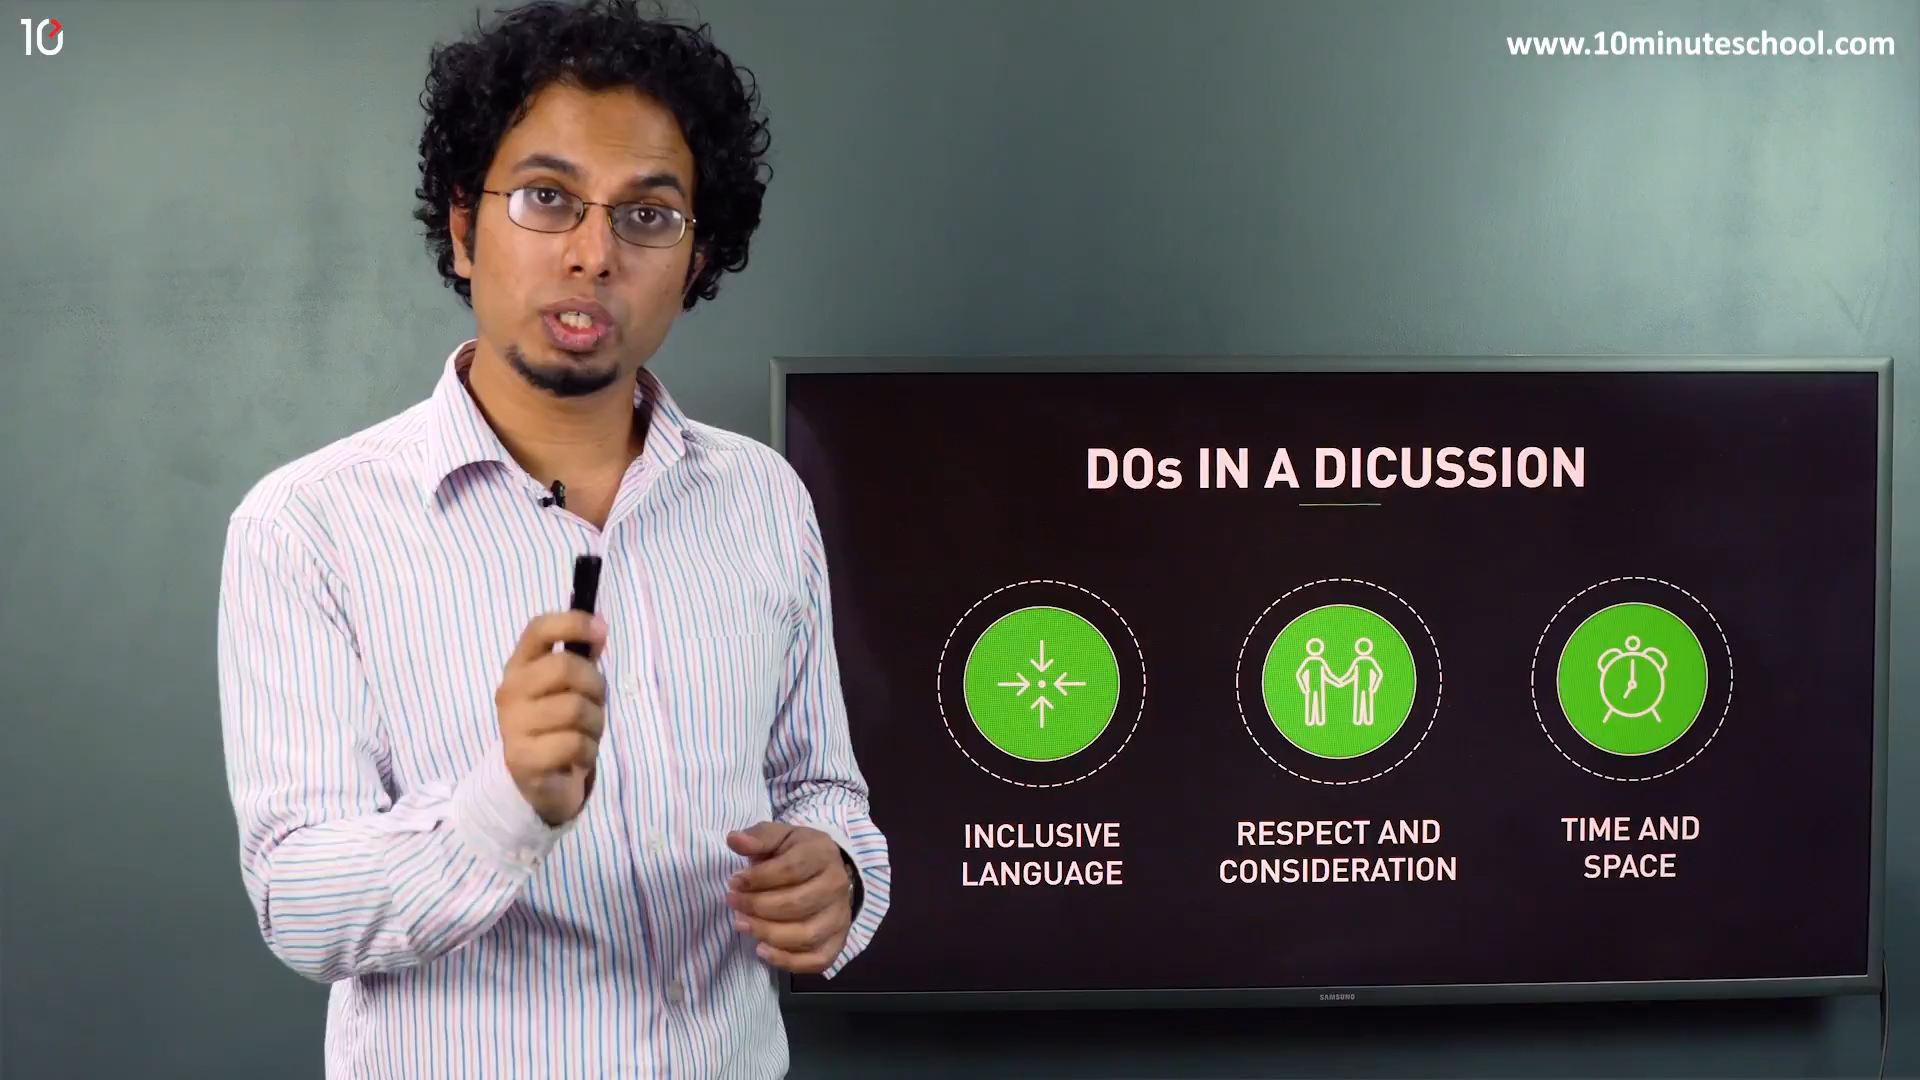 10
www.10minuteschool.com
DOs IN A DICUSSION
INCLUSIVE
LANGUAGE
RESPECT AND
CONSIDERATION
TIME AND
SPACE
SAMSUNG